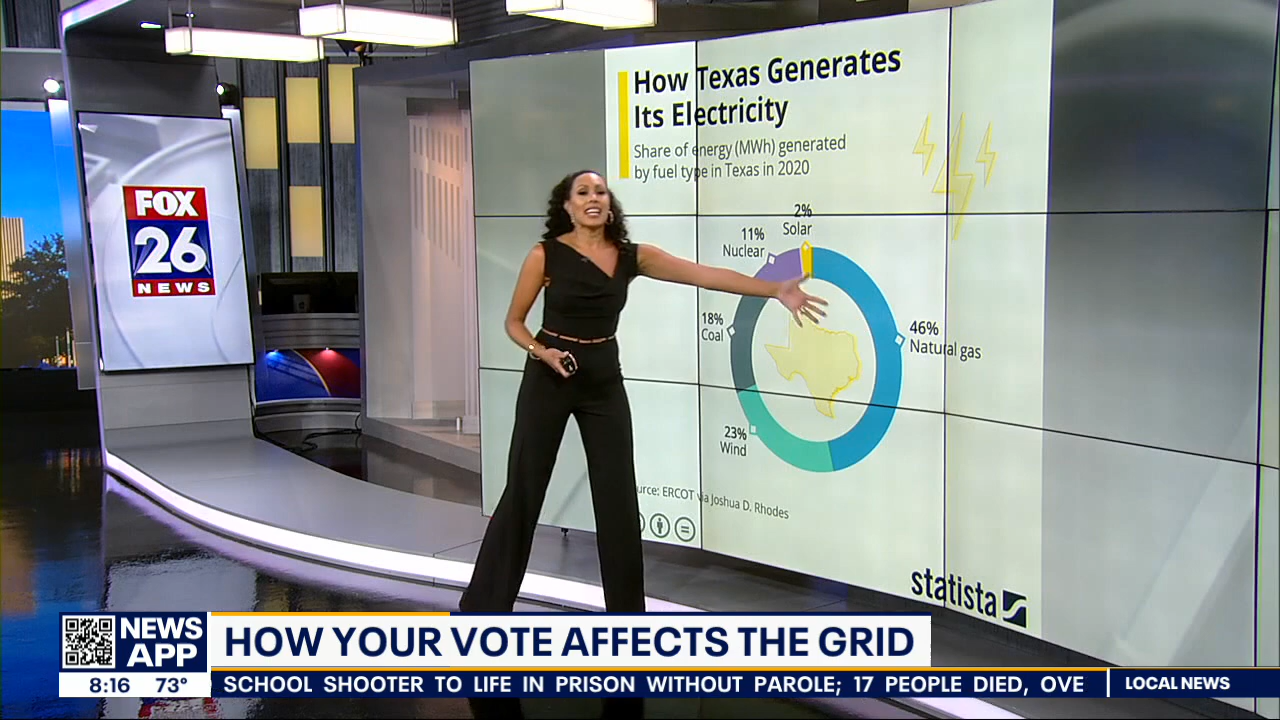 How Texas Generates
Its Electricity
Share of energy (MWh) generated
by fuel type in Texas in 2020
2%
Solar
11%
Nuclear
18%
Coal
46%
Natural gas
23%
Wind
urce: ERCOT via Joshua D. Rhodes
statista
FOX
26
NEWS
NEWS
APP
HOW YOUR VOTE AFFECTS THE GRID
8:16 73°
SCHOOL SHOOTER TO LIFE IN PRISON WITHOUT PAROLE; 17 PEOPLE DIED, OVE
LOCAL NEWS